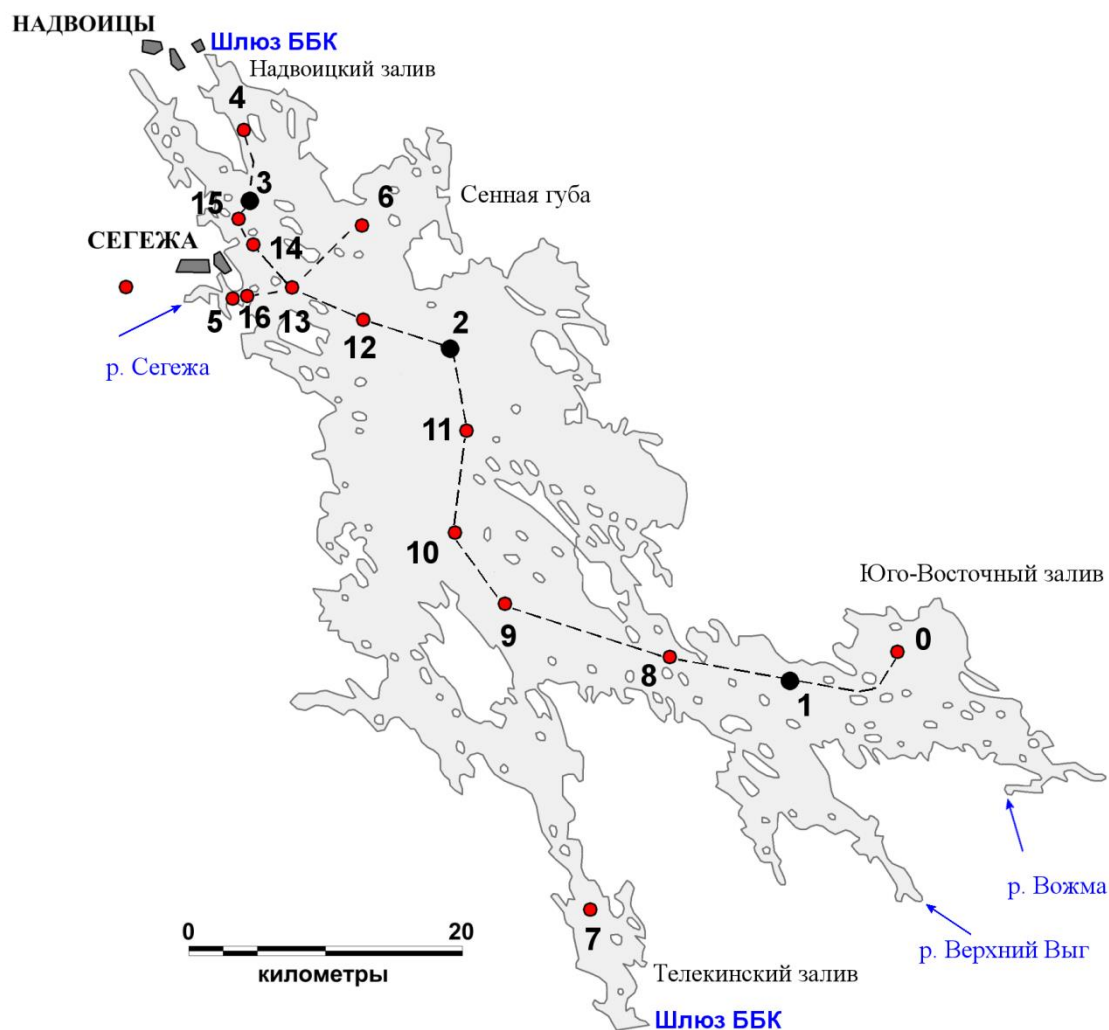 НАДВОИЦЫ
Шлюз ББК
Надвоицкий залив
4
Сенная губа
3
6
15
СЕГЕЖА
14
5
16
13
12
2
р. Сегежа
11
10
Юго-Восточный залив
9
0
8
1
р. Вожма
0
20
километры
7
р. Верхний Выг
Телекинский залив
Шлюз ББК